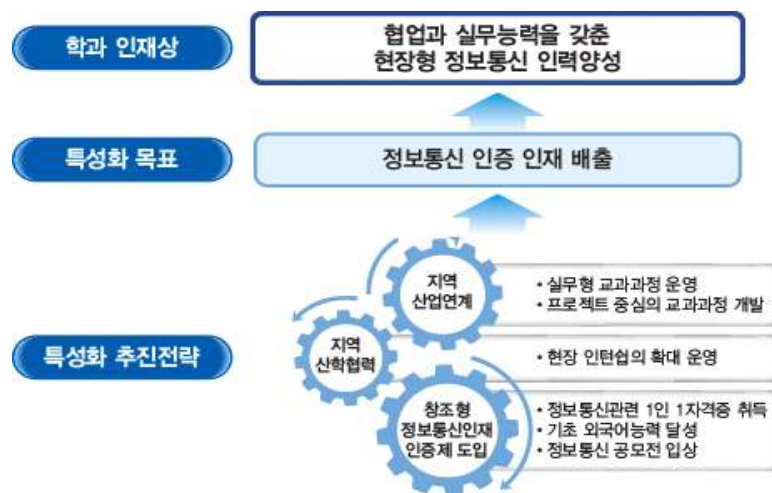 학과 인재상
협업과 실무능력을 갖춘
현장형 정보통신 인력양성
특성화 목표
정보통신 인증 인재 배출
특성화 추진전략
지역
산업연계
• 실무형 교과과정 운영
• 프로젝트 중심의 교과과정 개발
지역
산학협력
• 현장 인턴쉽의 확대 운영
창조형
정보통신인재
인증제 도입
• 정보통신관련 1인 1자격증 취득
• 기초 외국어능력 달성
• 정보통신 공모전 입상